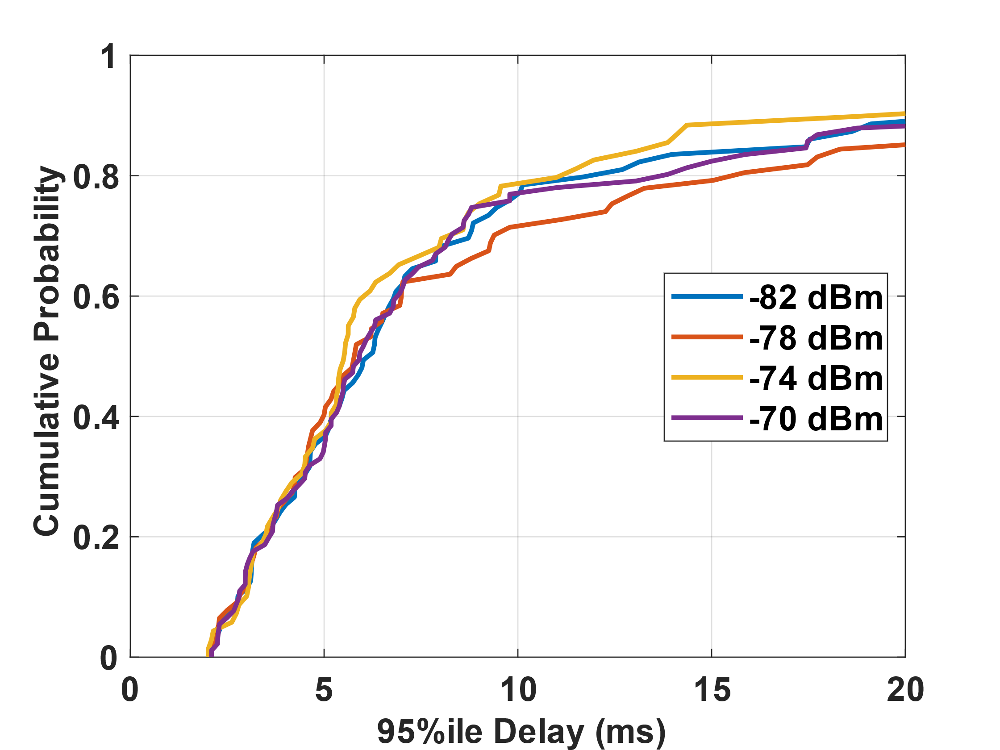 1
0.8
0.6
0.4
0.2
0
Cumulative Probability
-82 dBm
-78 dBm
-74 dBm
-70 dBm
0 5 10 15 20
95%ile Delay (ms)